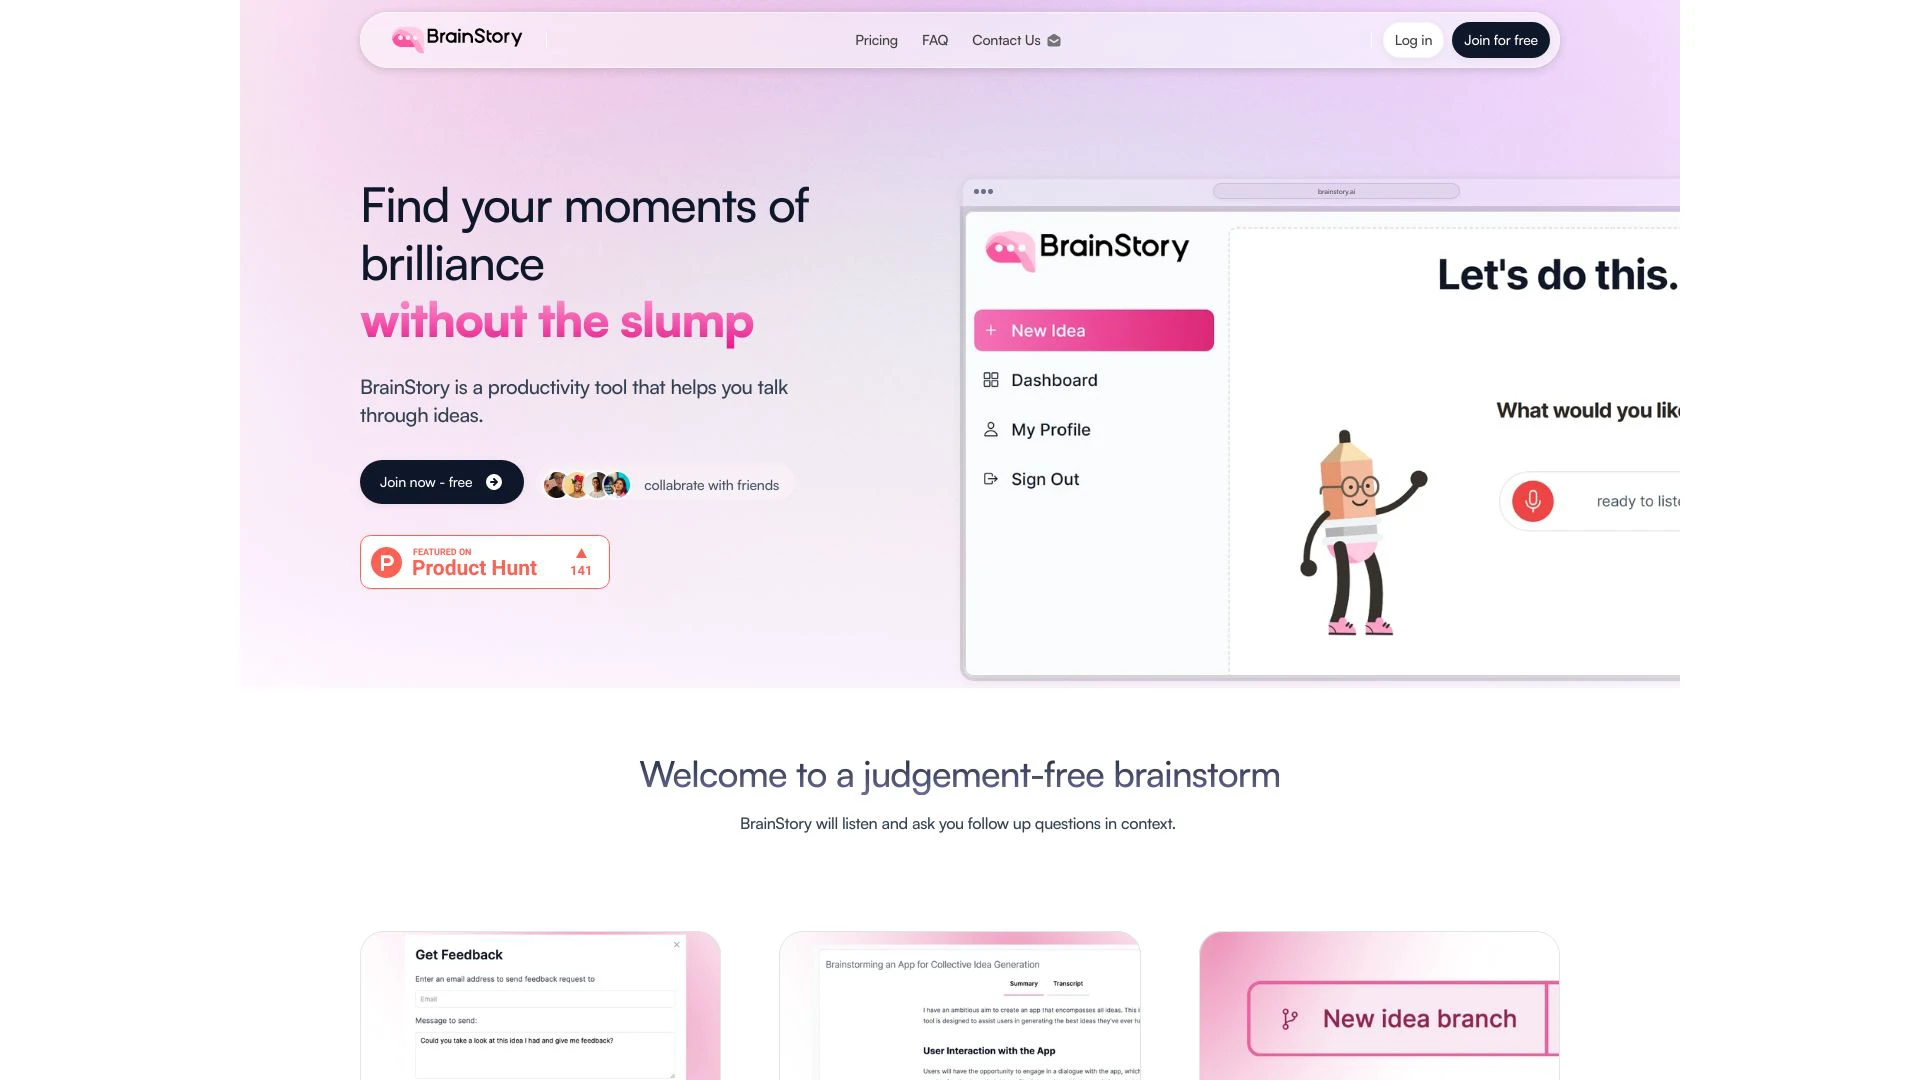 BrainStory
Pricing
FAQ
Contact Us
Log in
Join for free
Find your moments of
brilliance
without the slump
BrainStory is a productivity tool that helps you talk
through ideas.
Join now - free
collabrate with friends
FEATURED ON
Product Hunt
141
brainstory.ai
BrainStory
New Idea
Dashboard
My Profile
Sign Out
Let's do this.
What would you
ready to
Welcome to a judgement-free brainstorm
BrainStory will listen and ask you follow up questions in context.
Get Feedback
Enter an email address to send feedback request to
Email
Message to send:
Could you take a look at this idea I had and give me feedback?
Brainstorming an App for Collective Idea Generation
Summary
Transcript
I have an ambitious aim to create an app that encompasses all ideas. This
tool is designed to assist users in generating the best ideas they've ever
User Interaction with the App
Users will have the opportunity to engage in a dialogue with the app,
New idea branch